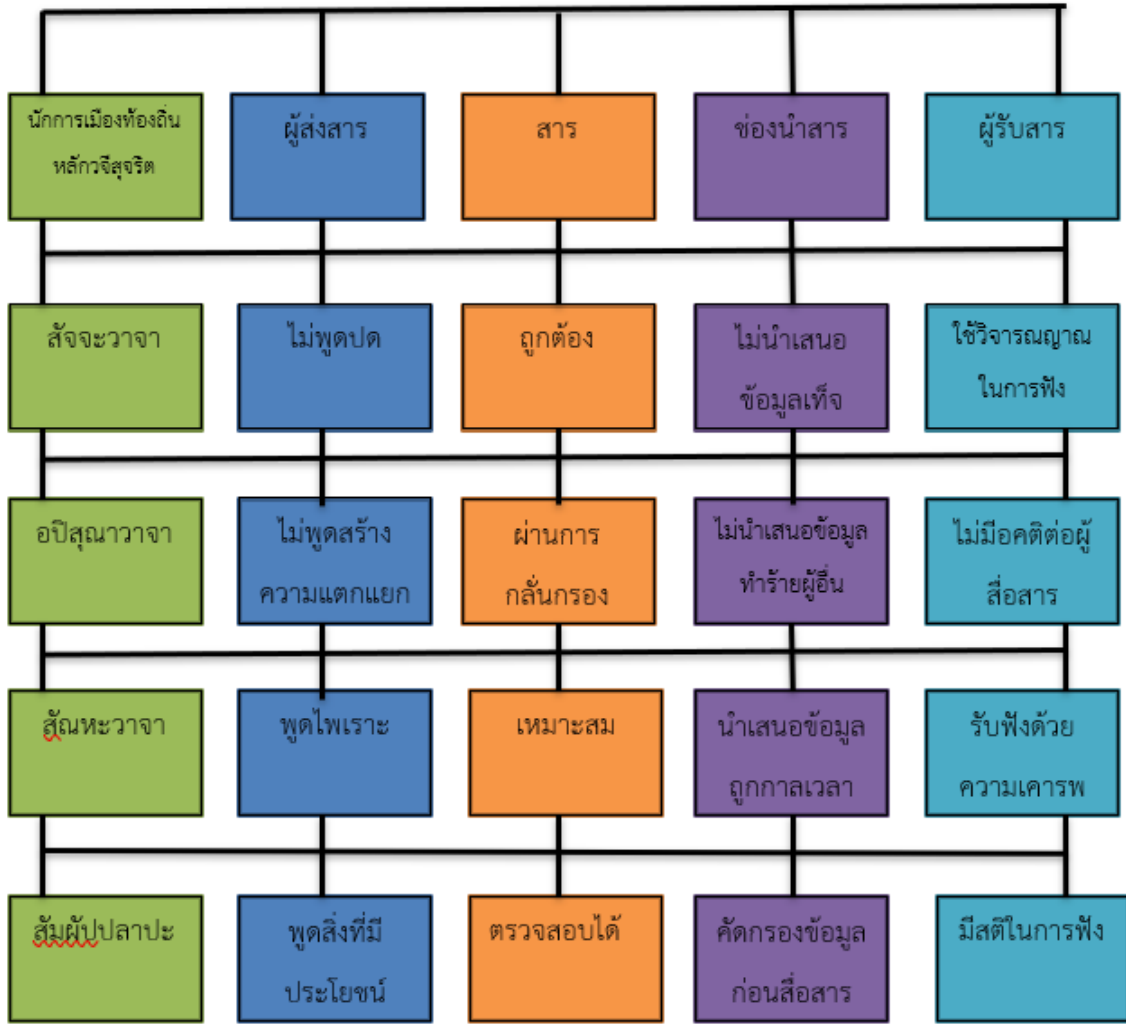 นักการเมืองท้องถิ่น
หลักวจีสุจริต
ผู้ส่งสาร
สาร
ช่องนำสาร
ผู้รับสาร
สัจจะวาจา
ไม่พูดปด
ถูกต้อง
ไม่นำเสนอ
ข้อมูลเท็จ
ใช้วิจารณญาณ
ในการฟัง
อปิสุณาวาจา
ไม่พูดสร้าง
ความแตกแยก
ผ่านการ
กลั่นกรอง
ไม่นำเสนอข้อมูล
ทำร้ายผู้อื่น
ไม่มีอคติต่อผู้
สื่อสาร
สัณหะวาจา
พูดไพเราะ
เหมาะสม
นำเสนอข้อมูล
ถูกกาลเวลา
รับฟังด้วย
ความเคารพ
สัมผัปปลาปะ
พูดสิ่งที่มี
ประโยชน์
ตรวจสอบได้
คัดกรองข้อมูล
ก่อนสื่อสาร
มีสติในการฟัง